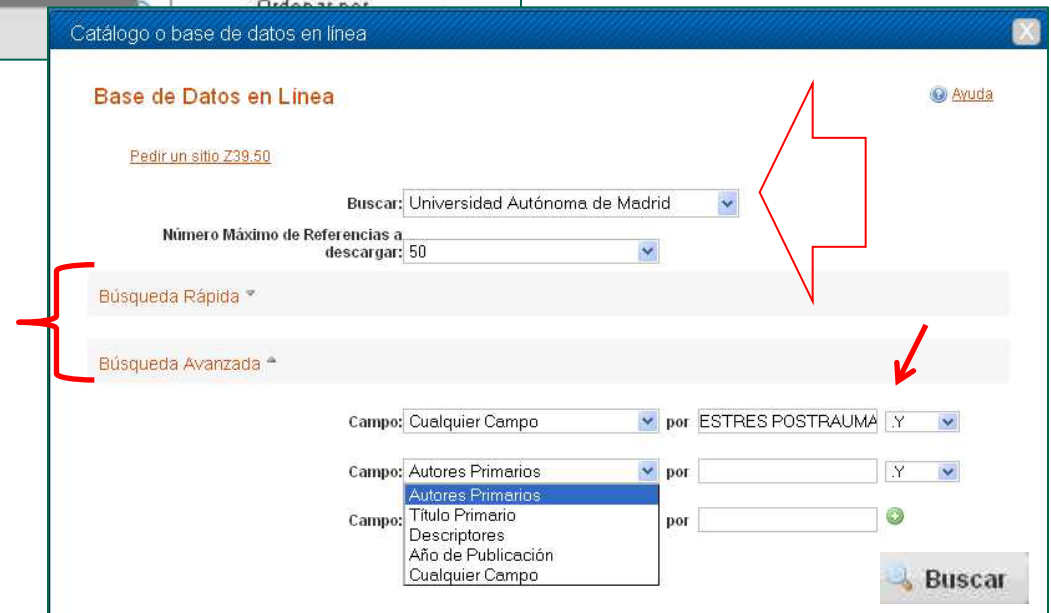 Ordenar por
Catálogo o base de datos en línea X
Base de Datos en Línea
Ayuda
Pedir un sitio Z39.50
Buscar: Universidad Autónoma de Madrid
Número Máximo de Referencias a
descargar: 50
Búsqueda Rápida
Búsqueda Avanzada
Campo: Cualquier Campo por ESTRES POSTRAUMA .Y
Campo: Autores Primarios por .Y
Autores Primarios
Título Primario
Campo: por
Descriptores
Año de Publicación
Cualquier Campo
Buscar